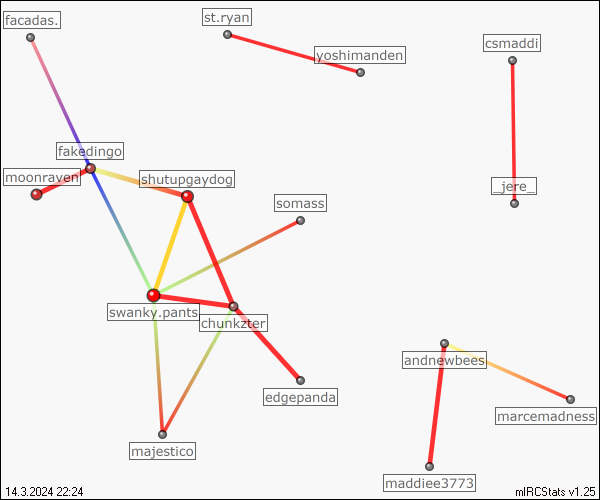 facadas.
st.ryan
yoshimanden
csmaddi
fakedingo
moonraven
shutupgaydog
_jere_
somass
swanky.pants
chunkzter
andnewbees
edgepanda
marcemadness
majestico
maddiee3773
14.3.2024 22:24
mIRCStats v1.25